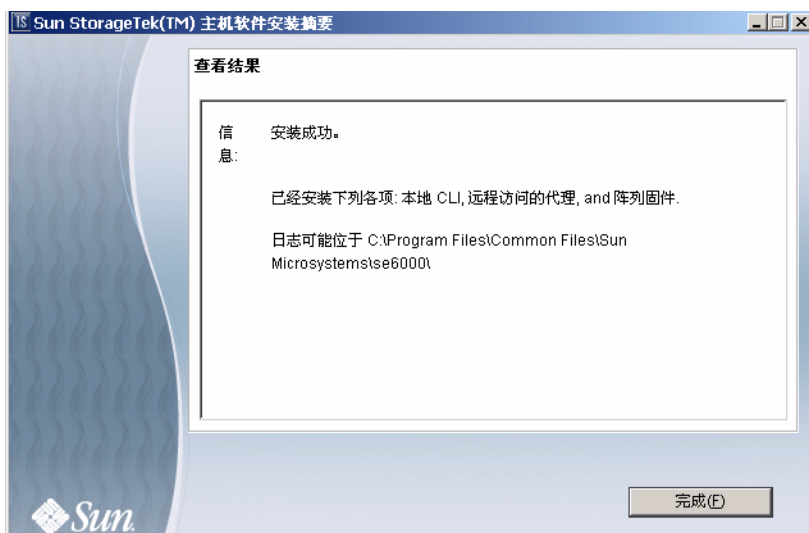 Sun StorageTek(TM) 主机软件安装摘要
查看结果
信息:
安装成功。
已经安装下列各项: 本地 CLI, 远程访问的代理, and 阵列固件.
日志可能位于 C:\Program Files\Common Files\Sun
Microsystems\se6000\
完成(F)
Sun